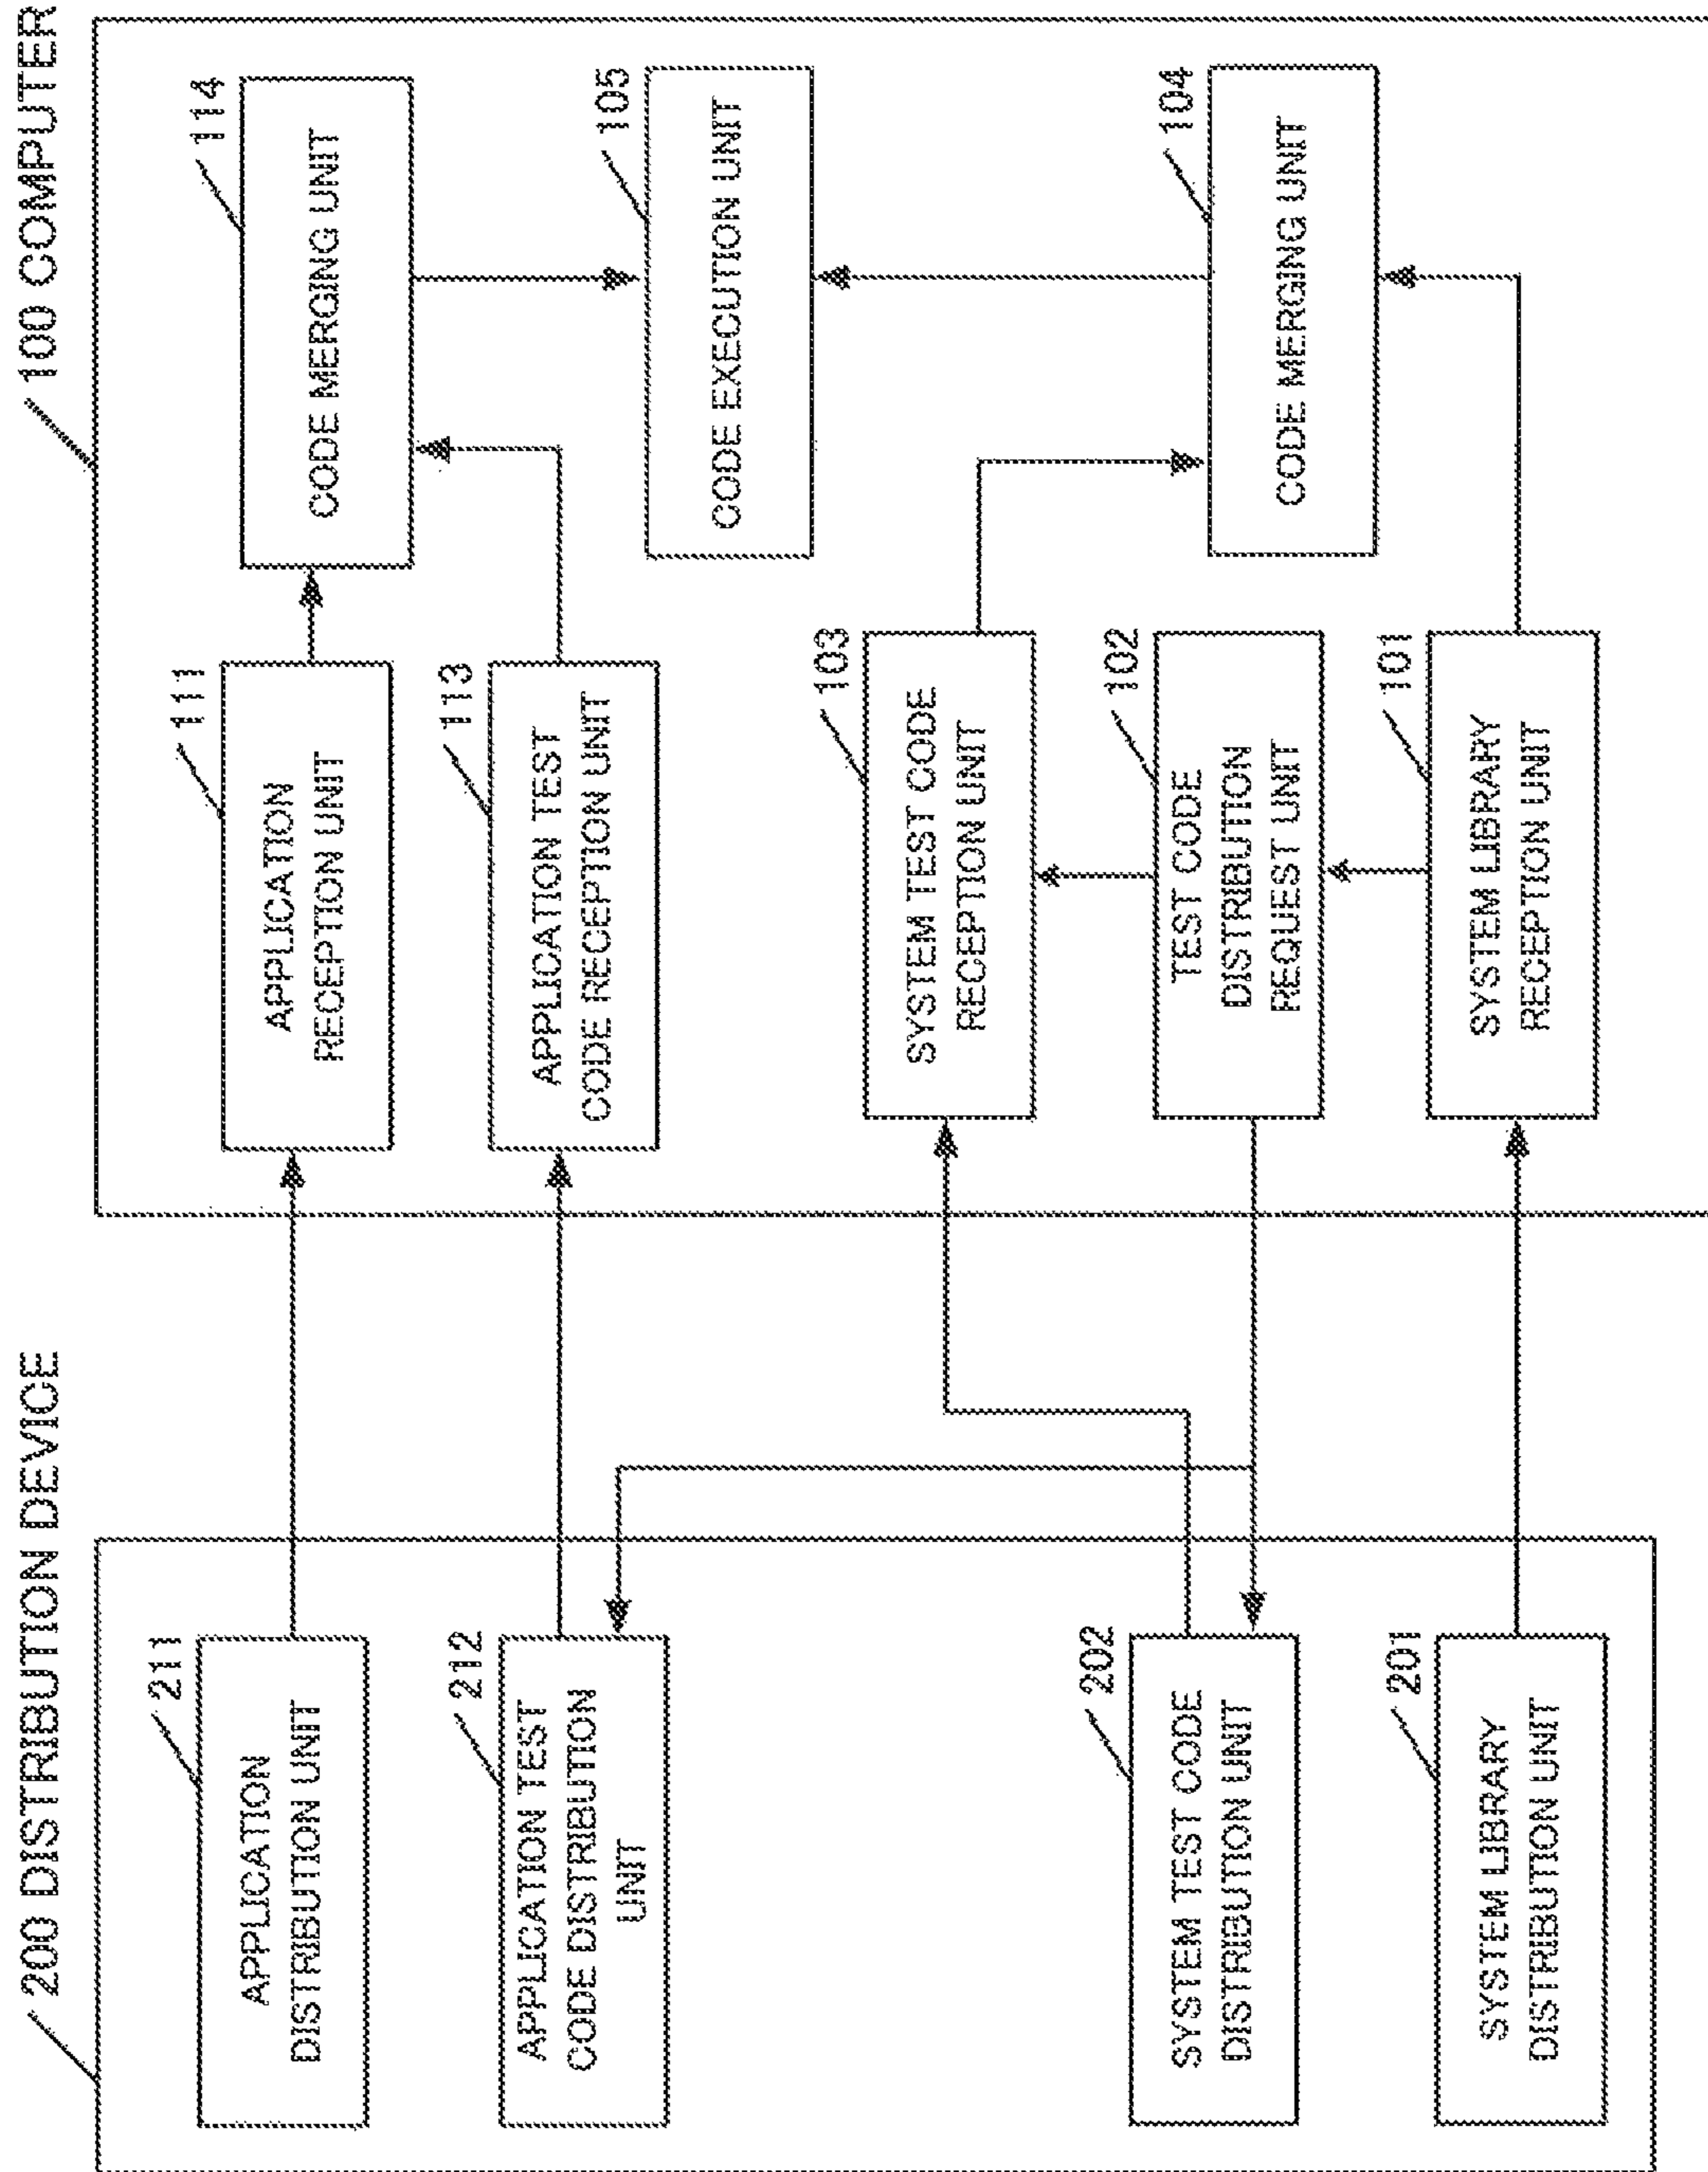 200 DISTRIBUTION DEVICE
211
APPLICATION
DISTRIBUTION UNIT
212
APPLICATION TEST
CODE DISTRIBUTION
UNIT
202
SYSTEM TEST CODE
DISTRIBUTION UNIT
201
SYSTEM LIBRARY
DISTRIBUTION UNIT
100 COMPUTER
111
APPLICATION
RECEPTION UNIT
113
APPLICATION TEST
CODE RECEPTION UNIT
103
SYSTEM TEST CODE
RECEPTION UNIT
102
TEST CODE
DISTRIBUTION
REQUEST UNIT
101
SYSTEM LIBRARY
RECEPTION UNIT
114
CODE MERGING UNIT
105
CODE EXECUTION UNIT
104
CODE MERGING UNIT